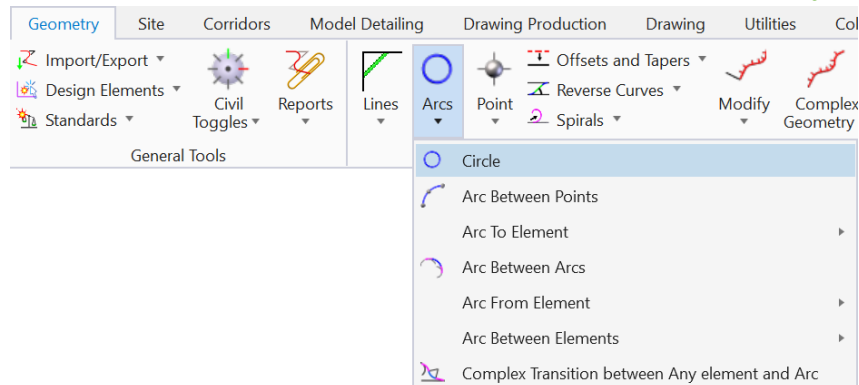 Geometry Site Corridors Model Detailing Drawing Production Drawing Utilities Col
Import/Export
Design Elements
Standards
Civil
Toggles
Reports
General Tools
Lines
Arcs
Point
Offsets and Tapers
Reverse Curves
Spirals
Modify
Complex
Geometry
Circle
Arc Between Points
Arc To Element
Arc Between Arcs
Arc From Element
Arc Between Elements
Complex Transition between Any element and Arc